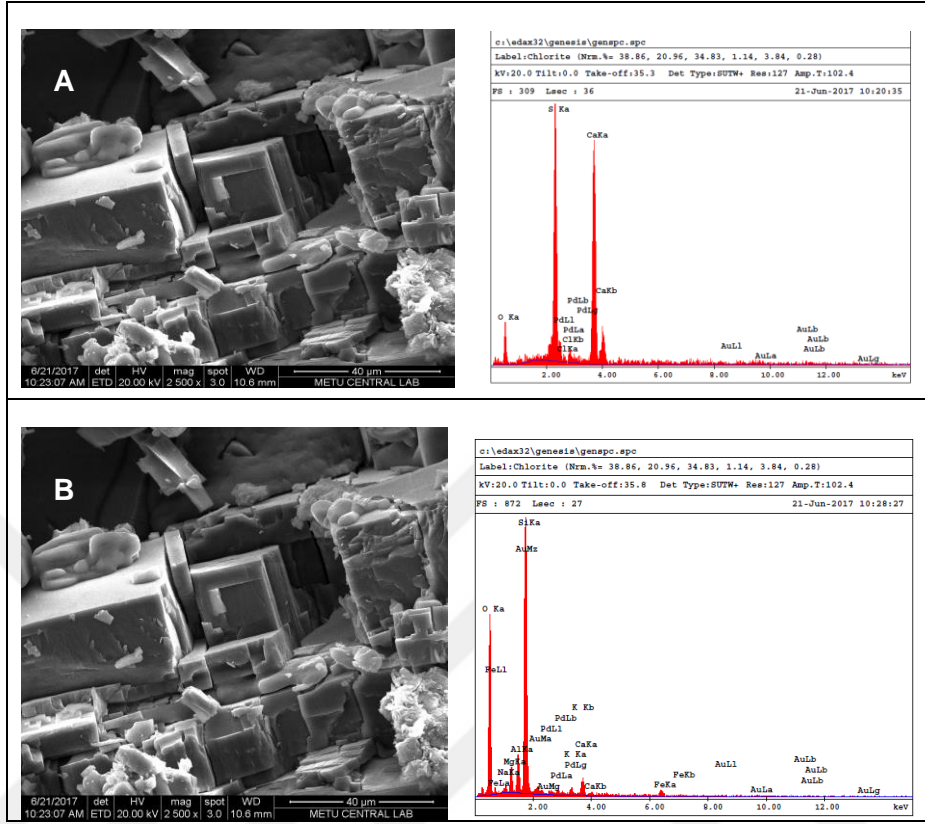 A
6/21/2017 det HV mag spot WD 40 µm
10:23:07 AM ETD 20.00 kV 2 500 x 3.0 10.6 mm METU CENTRAL LAB
c:\edax32\genesis\genspc.spc
Label:Chlorite (Nrm.%= 38.86, 20.96, 34.83, 1.14, 3.84, 0.28)
kV:20.0 Tilt:0.0 Take-off:35.3 Det Type:SUTW+ Res:127 Amp.T:102.4
FS : 309 Lsec : 36 21-Jun-2017 10:20:35
S Ka
CaKa
CaKb
PdLb
PdLg
O Ka
PdLl
PdLa
ClKb
ClKa
AuLl
AuLa
AuLb
AuLb
AuLb
AuLg
2.00 4.00 6.00 8.00 10.00 12.00 keV
B
6/21/2017 det HV mag spot WD 40 µm
10:23:07 AM ETD 20.00 kV 2 500 x 3.0 10.6 mm METU CENTRAL LAB
c:\edax32\genesis\genspc.spc
Label:Chlorite (Nrm.%= 38.86, 20.96, 34.83, 1.14, 3.84, 0.28)
kV:20.0 Tilt:0.0 Take-off:35.8 Det Type:SUTW+ Res:127 Amp.T:102.4
FS : 872 Lsec : 27 21-Jun-2017 10:28:27
SiKa
AuMz
O Ka
FeLl
K Kb
PdLb
PdLl
AuMa
CaKa
AlKa
K Ka
MgKa
PdLg
NaKa
PdLa
FeLa
AuMg
CaKb
FeKa
FeKb
AuLl
AuLa
AuLb
AuLb
AuLb
AuLg
2.00 4.00 6.00 8.00 10.00 12.00 keV